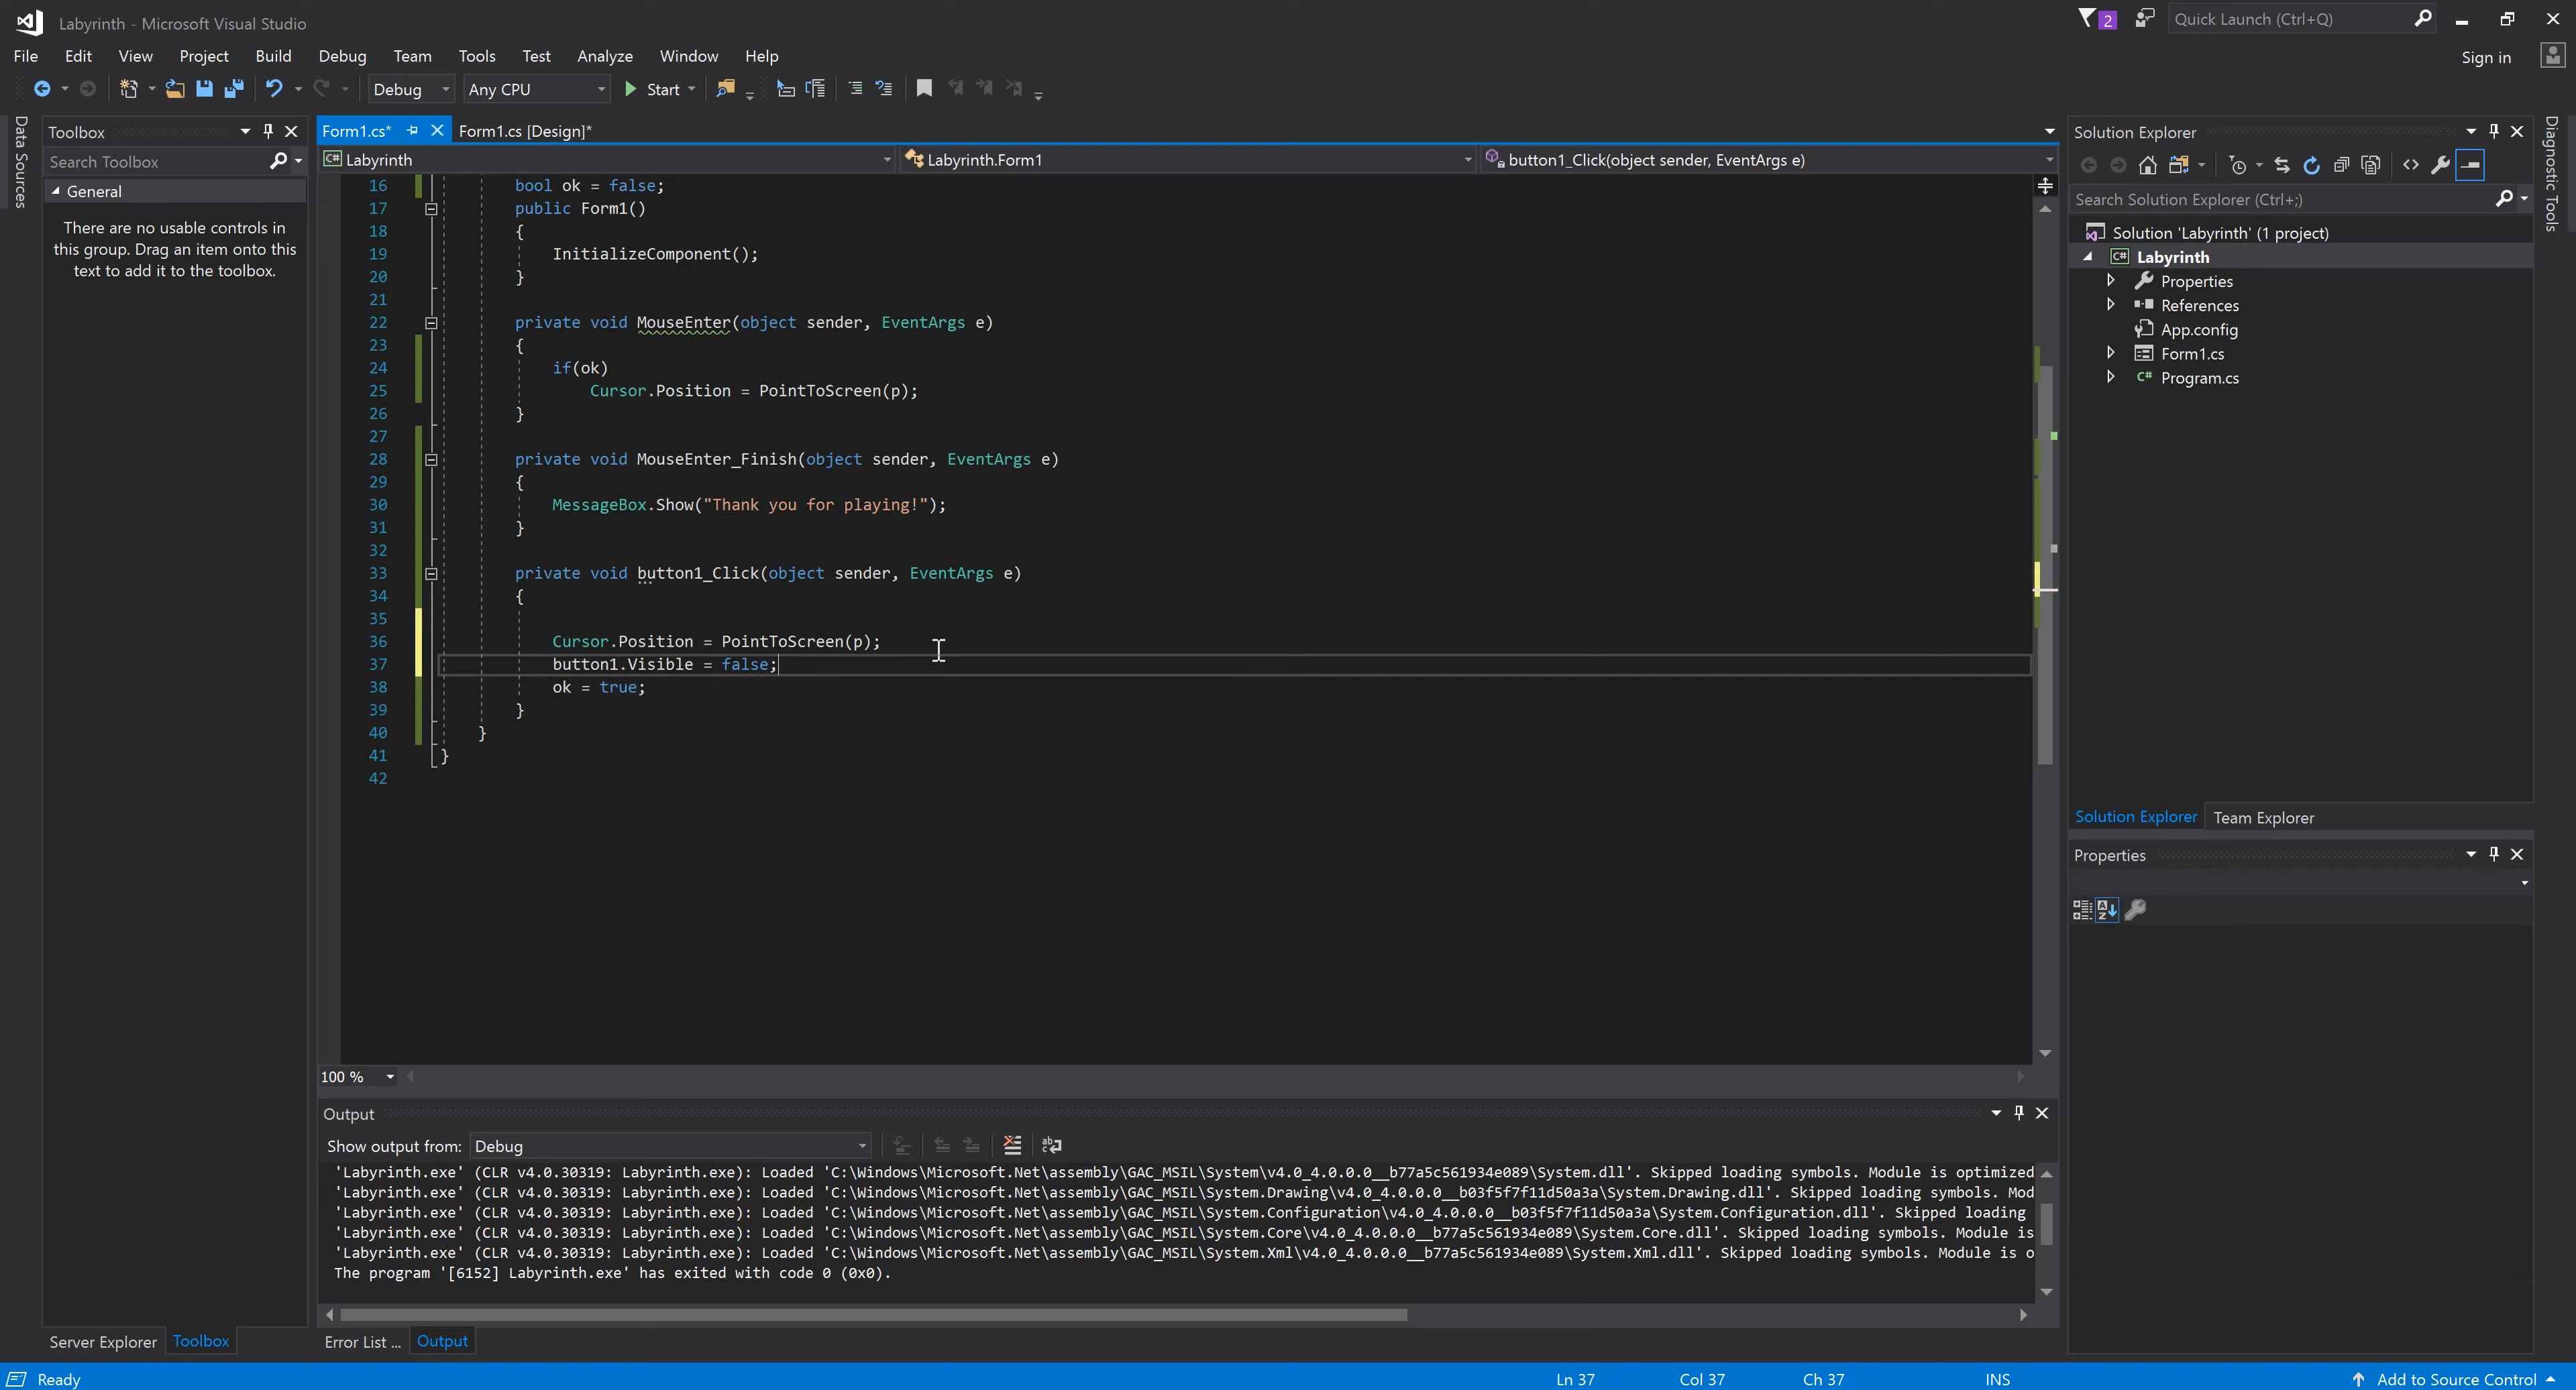 Labyrinth - Microsoft Visual Studio
2
Quick Launch (Ctrl+Q)
File Edit View Project Build Debug Team Tools Test Analyze Window Help
Sign in
Debug Any CPU Start
Data Sources
Toolbox
Search Toolbox
General
There are no usable controls in
this group. Drag an item onto this
text to add it to the toolbox.
Server Explorer Toolbox
Form1.cs* Form1.cs [Design]*
Labyrinth Labyrinth.Form1 button1_Click(object sender, EventArgs e)
16 bool ok = false;
17 public Form1()
18 {
19 InitializeComponent();
20 }
21
22 private void MouseEnter(object sender, EventArgs e)
23 {
24 if(ok)
25 Cursor.Position = PointToScreen(p);
26 }
27
28 private void MouseEnter_Finish(object sender, EventArgs e)
29 {
30 MessageBox.Show("Thank you for playing!");
31 }
32
33 private void button1_Click(object sender, EventArgs e)
34 {
35
36 Cursor.Position = PointToScreen(p);
37 button1.Visible = false;
38 ok = true;
39 }
40 }
41 }
42
100 %
Output
Show output from: Debug
'Labyrinth.exe' (CLR v4.0.30319: Labyrinth.exe): Loaded 'C:\Windows\Microsoft.Net\assembly\GAC_MSIL\System\v4.0_4.0.0.0__b77a5c561934e089\System.dll'. Skipped loading symbols. Module is optimized
'Labyrinth.exe' (CLR v4.0.30319: Labyrinth.exe): Loaded 'C:\Windows\Microsoft.Net\assembly\GAC_MSIL\System.Drawing\v4.0_4.0.0.0__b03f5f7f11d50a3a\System.Drawing.dll'. Skipped loading symbols. Mod
'Labyrinth.exe' (CLR v4.0.30319: Labyrinth.exe): Loaded 'C:\Windows\Microsoft.Net\assembly\GAC_MSIL\System.Configuration\v4.0_4.0.0.0__b03f5f7f11d50a3a\System.Configuration.dll'. Skipped loading
'Labyrinth.exe' (CLR v4.0.30319: Labyrinth.exe): Loaded 'C:\Windows\Microsoft.Net\assembly\GAC_MSIL\System.Core\v4.0_4.0.0.0__b77a5c561934e089\System.Core.dll'. Skipped loading symbols. Module is
'Labyrinth.exe' (CLR v4.0.30319: Labyrinth.exe): Loaded 'C:\Windows\Microsoft.Net\assembly\GAC_MSIL\System.Xml\v4.0_4.0.0.0__b77a5c561934e089\System.Xml.dll'. Skipped loading symbols. Module is o
The program '[6152] Labyrinth.exe' has exited with code 0 (0x0).
Error List ... Output
Solution Explorer
Search Solution Explorer (Ctrl+;)
Solution 'Labyrinth' (1 project)
C# Labyrinth
Properties
References
App.config
Form1.cs
C# Program.cs
Solution Explorer Team Explorer
Properties
Diagnostic Tools
Ready Ln 37 Col 37 Ch 37 INS Add to Source Control